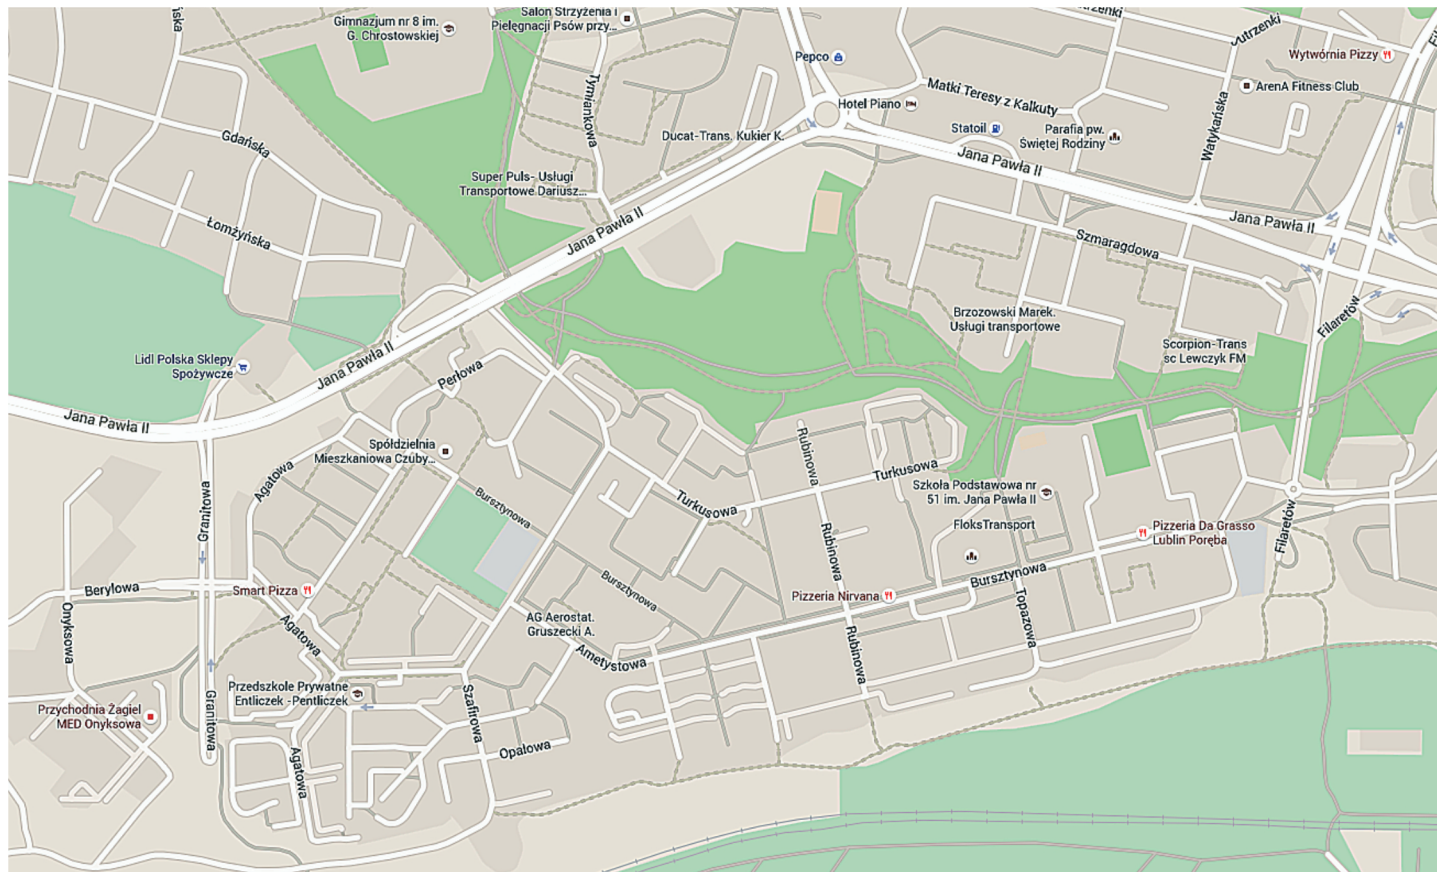 Gimnazjum nr 8 im.
G. Chrostowskiej
Salon Strzyżenia i
Pielęgnacji Psów przy...
Jutrzenki
Wytwórnia Pizzy
Pepco
ArenA Fitness Club
Matki Teresy z Kalkuty
Hotel Piano
Tymiankowa
Ducat-Trans. Kukier K.
Statoil
Parafia pw.
Świętej Rodziny
Watykańska
Gdańska
Jana Pawła II
Super Puls- Usługi
Transportowe Dariusz...
Łomżyńska
Jana Pawła II
Jana Pawła II
Szmaragdowa
Brzozowski Marek.
Usługi transportowe
Filaretów
Scorpion-Trans
sc Lewczyk FM
Lidl Polska Sklepy
Spożywcze
Jana Pawła II
Perłowa
Jana Pawła II
Spółdzielnia
Mieszkaniowa Czuby...
Rubinowa
Agatowa
Turkusowa
Szkoła Podstawowa nr
51 im. Jana Pawła II
Granitowa
Bursztynowa
Turkusowa
FloksTransport
Pizzeria Da Grasso
Lublin Poręba
Filaretów
Rubinowa
Berylowa
Smart Pizza
Bursztynowa
Bursztynowa
Pizzeria Nirvana
Onyksowa
Agatowa
AG Aerostat.
Gruszecki A.
Topazowa
Ametystowa
Rubinowa
Przedszkole Prywatne
Entliczek -Pentliczek
Szafirowa
Przychodnia Żagiel
MED Onyksowa
Granitowa
Opalowa
Agatowa